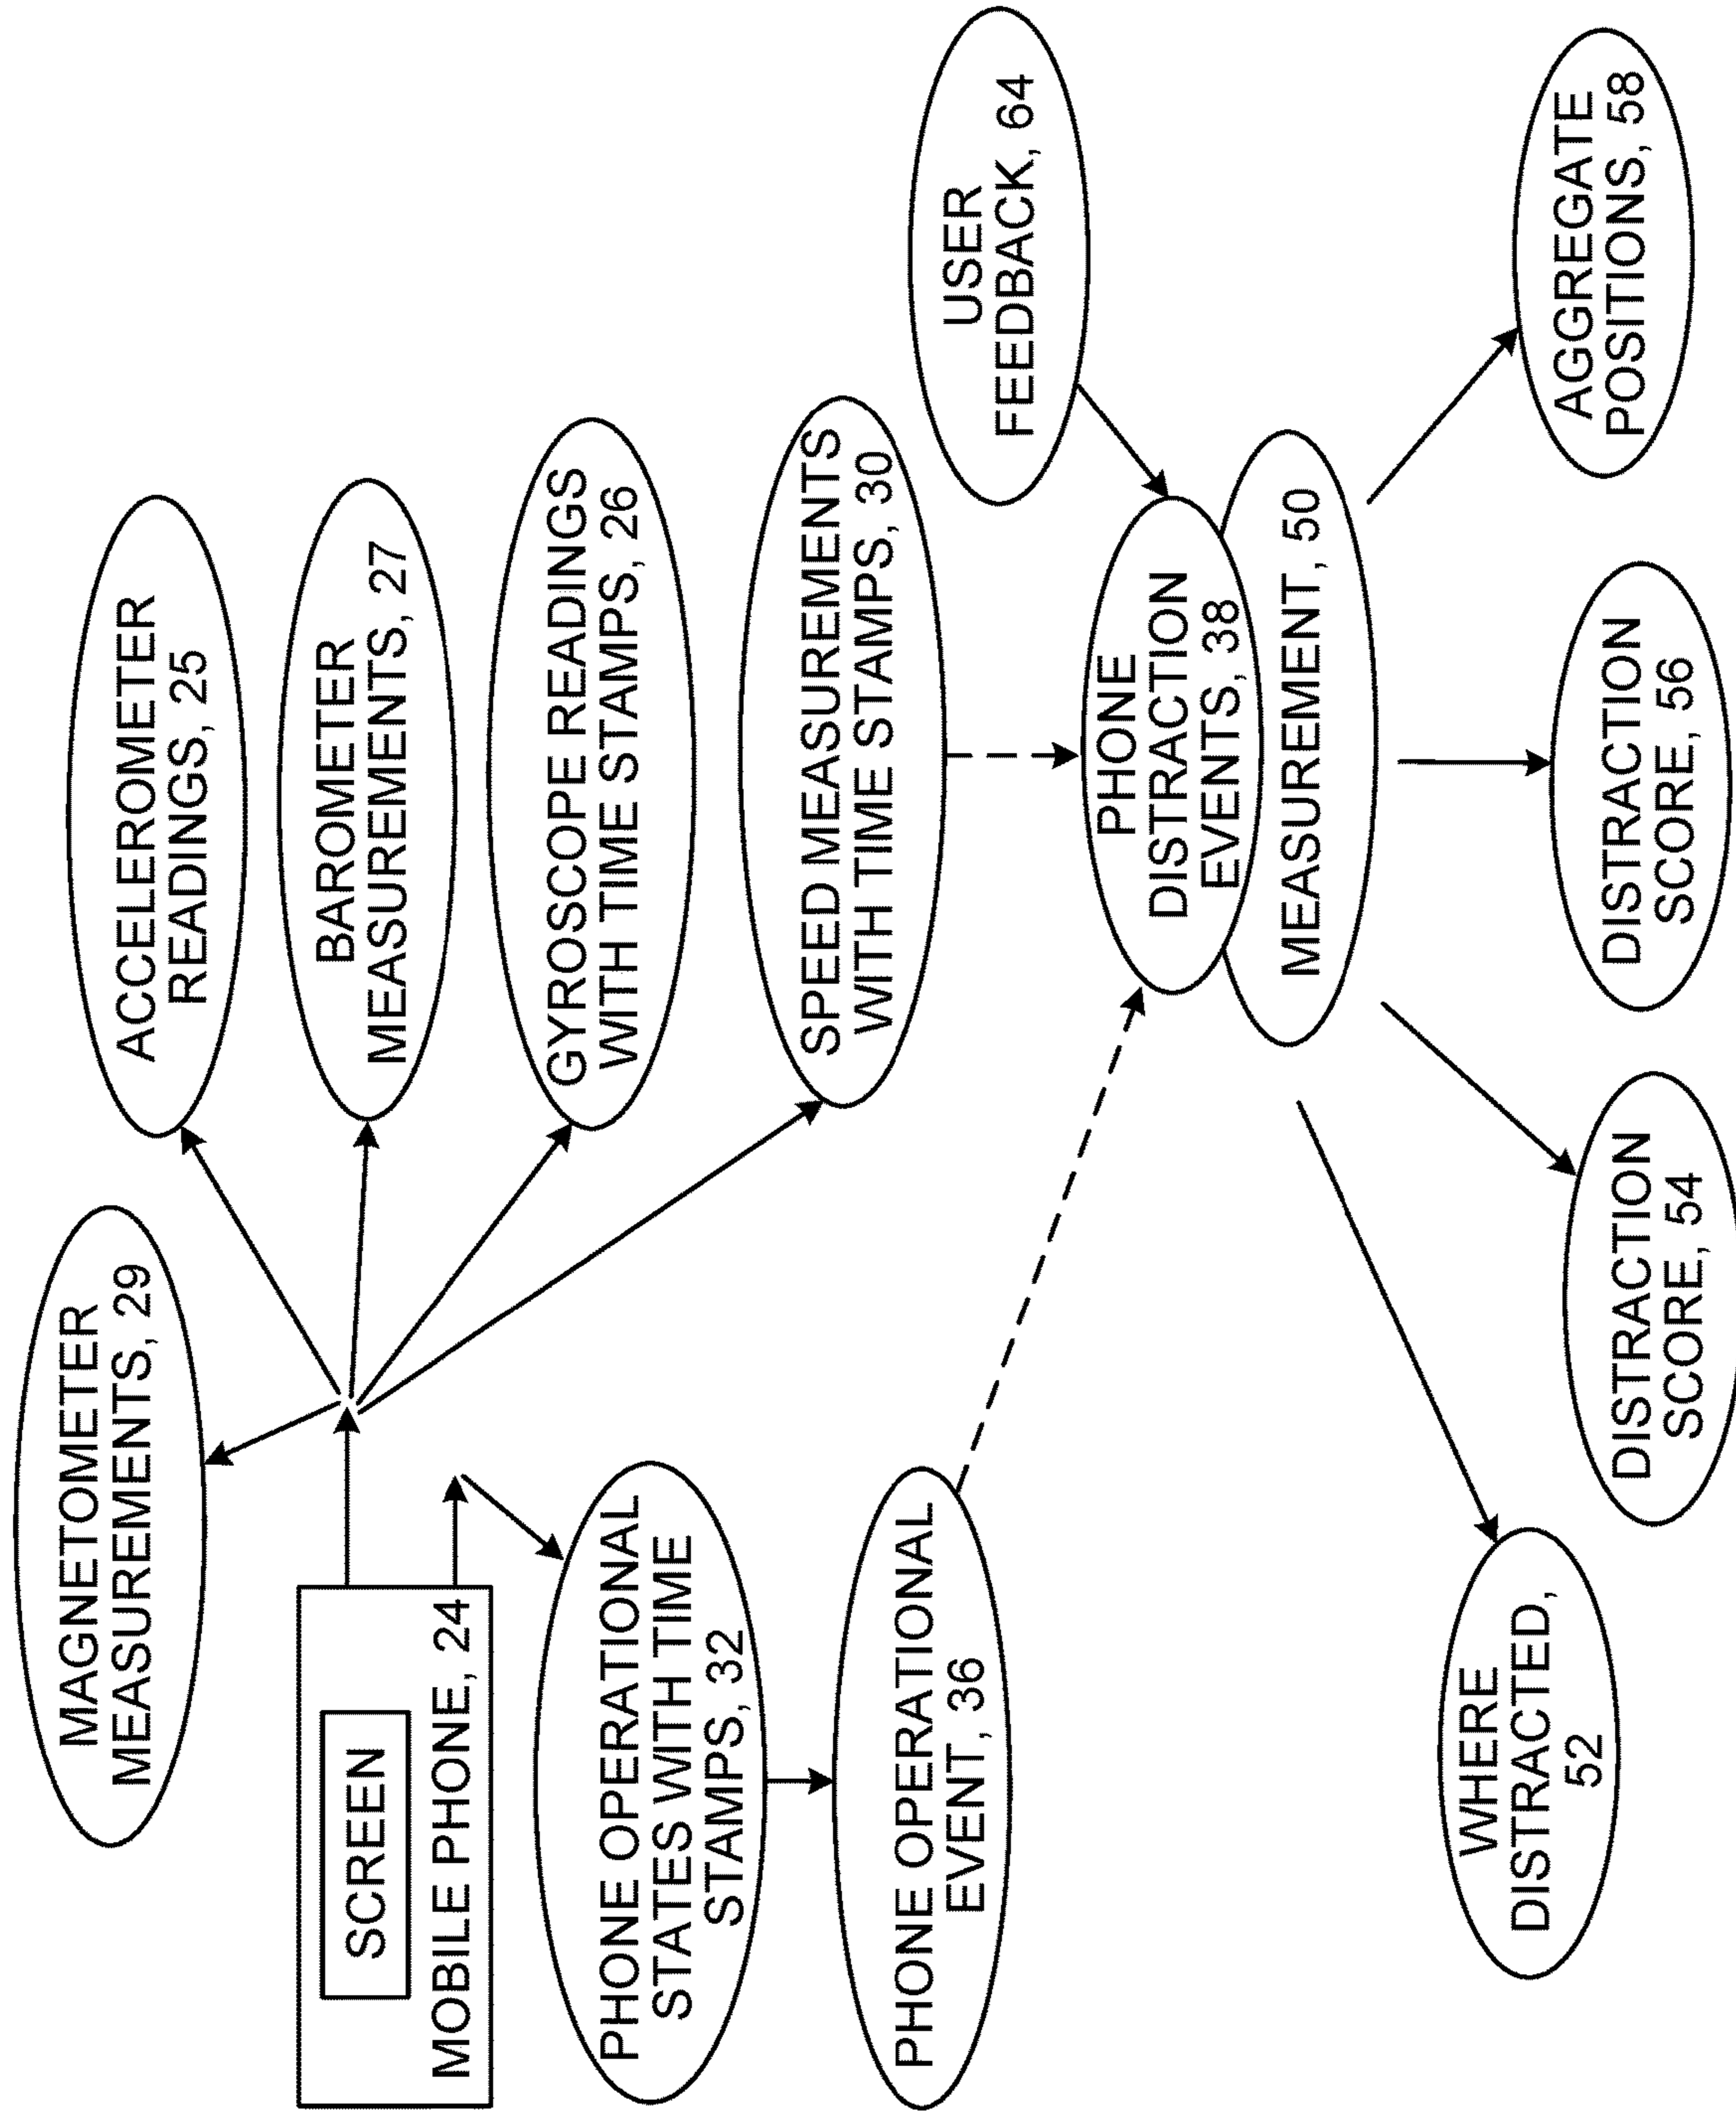 MAGNETOMETER
MEASUREMENTS, 29
ACCELEROMETER
READINGS, 25
BAROMETER
MEASUREMENTS, 27
GYROSCOPE READINGS
WITH TIME STAMPS, 26
SPEED MEASUREMENTS
WITH TIME STAMPS, 30
SCREEN
MOBILE PHONE, 24
PHONE OPERATIONAL
STATES WITH TIME
STAMPS, 32
PHONE OPERATIONAL
EVENT, 36
USER
FEEDBACK, 64
PHONE
DISTRACTION
EVENTS, 38
MEASUREMENT, 50
WHERE
DISTRACTED,
52
DISTRACTION
SCORE, 54
DISTRACTION
SCORE, 56
AGGREGATE
POSITIONS, 58